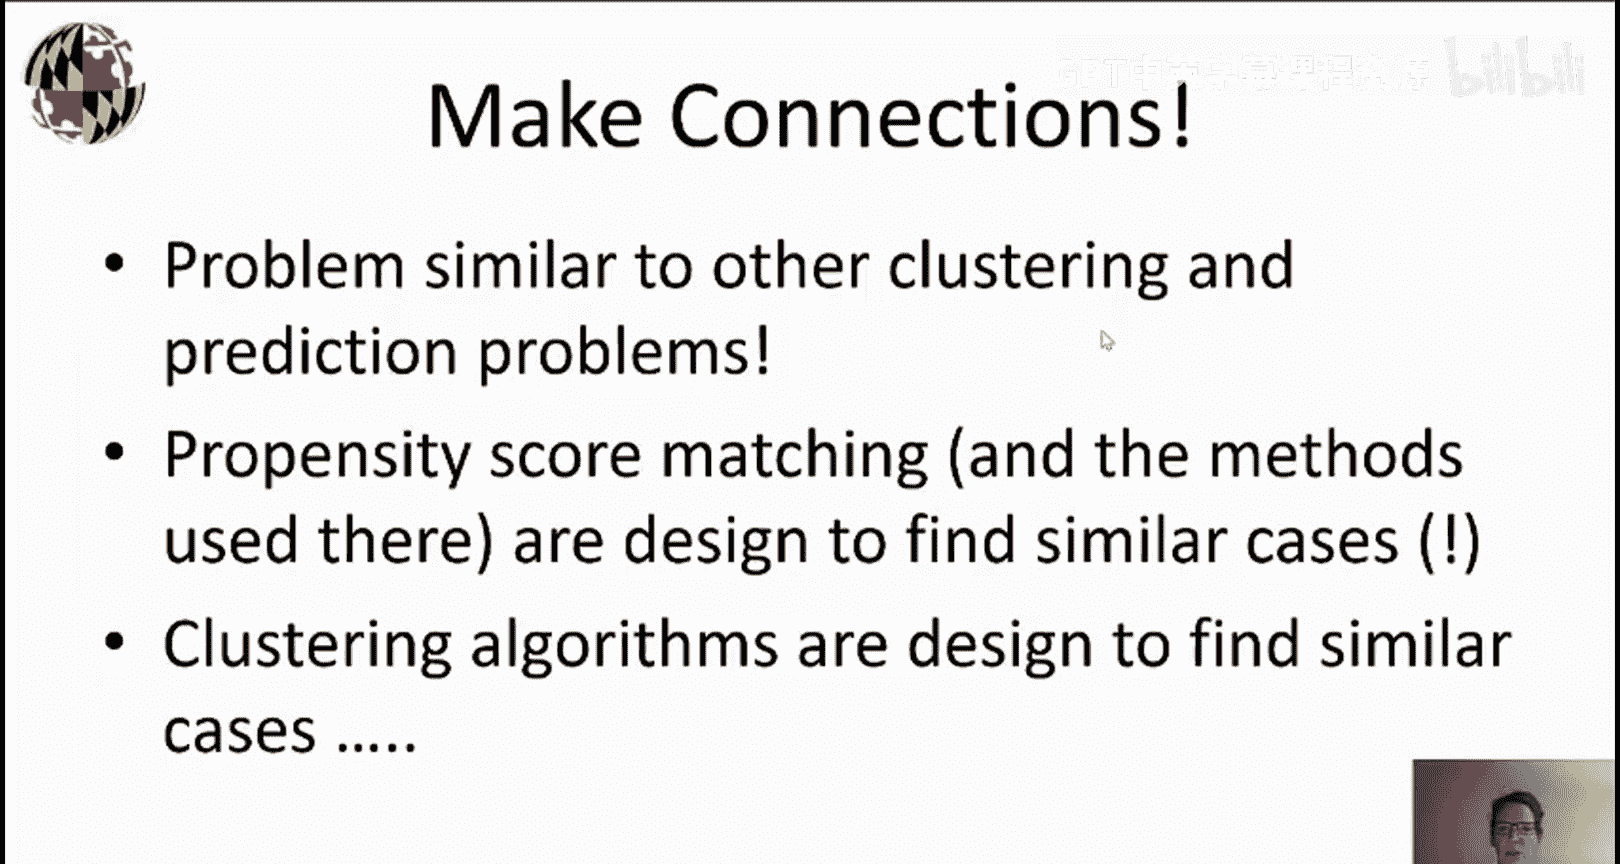 Make Connections!
bilibili
• Problem similar to other clustering and
prediction problems!
• Propensity score matching (and the methods
used there) are design to find similar cases (!)
• Clustering algorithms are design to find similar
cases .....